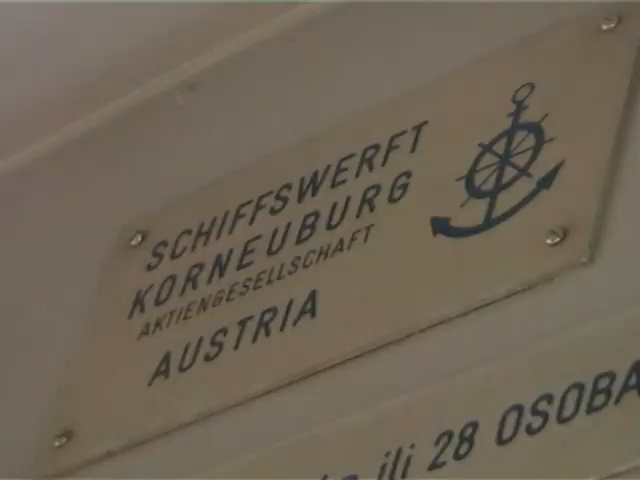 SCHIFFSWERFT
KORNEUBURG
AKTIENGESELLSCHAFT
AUSTRIA
ili 28 OSOBA